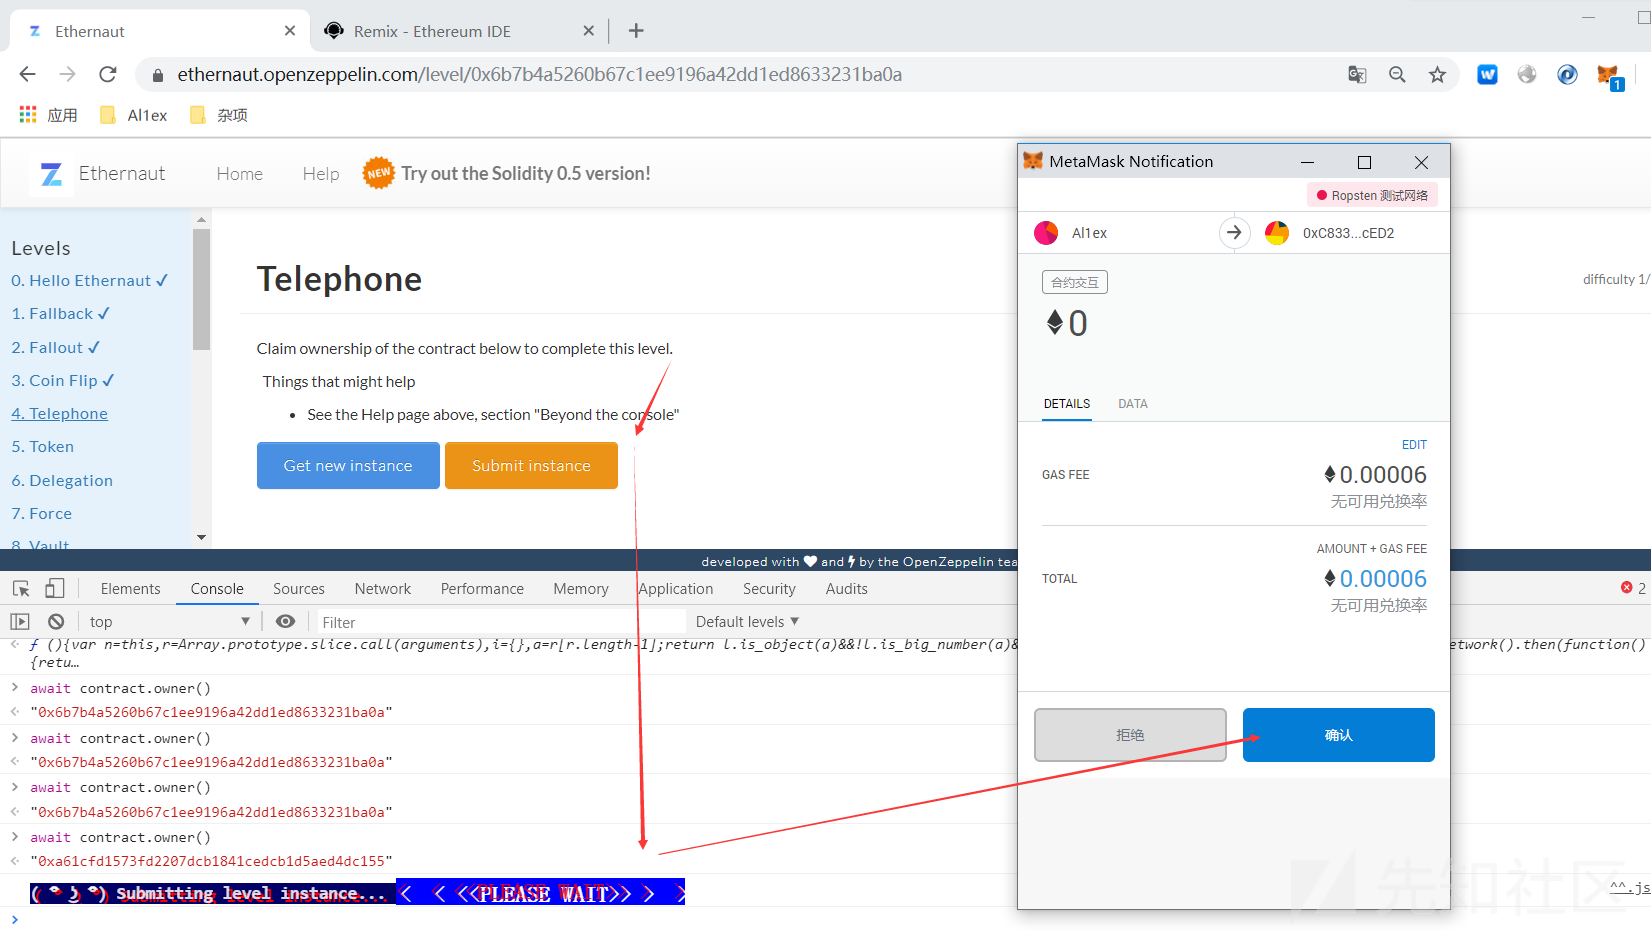 Ethernaut
Remix - Ethereum IDE
ethernaut.openzeppelin.com/level/0x6b7b4a5260b67c1ee9196a42dd1ed8633231ba0a
1
应用
Al1ex
杂项
Ethernaut
Home
Help
NEW
Try out the Solidity 0.5 version!
Levels
0. Hello Ethernaut ✓
1. Fallback ✓
2. Fallout ✓
3. Coin Flip ✓
4. Telephone
5. Token
6. Delegation
7. Force
8. Vault
Telephone
difficulty 1/
Claim ownership of the contract below to complete this level.
Things that might help
• See the Help page above, section "Beyond the console"
Get new instance
Submit instance
developed with ♥ and by the OpenZeppelin tea
MetaMask Notification
Ropsten 测试网络
Al1ex
0xC833...cED2
合约交互
0
DETAILS
DATA
EDIT
GAS FEE
0.00006
无可用兑换率
AMOUNT + GAS FEE
TOTAL
0.00006
无可用兑换率
拒绝
确认
Elements
Console
Sources
Network
Performance
Memory
Application
Security
Audits
2
top
Filter
Default levels ▼
ƒ (){var n=this,r=Array.prototype.slice.call(arguments),i={},a=r[r.length-1];return l.is_object(a)&&!l.is_big_number(a)&
etwork().then(function()
{retu…
> await contract.owner()
"0x6b7b4a5260b67c1ee9196a42dd1ed8633231ba0a"
> await contract.owner()
"0x6b7b4a5260b67c1ee9196a42dd1ed8633231ba0a"
> await contract.owner()
"0x6b7b4a5260b67c1ee9196a42dd1ed8633231ba0a"
> await contract.owner()
"0xa61cfd1573fd2207dcb1841cedcb1d5aed4dc155"
( ͡° ͜ʖ ͡°) Submitting level instance... < < <<PLEASE WAIT>> > >
^^.js
>
先知社区